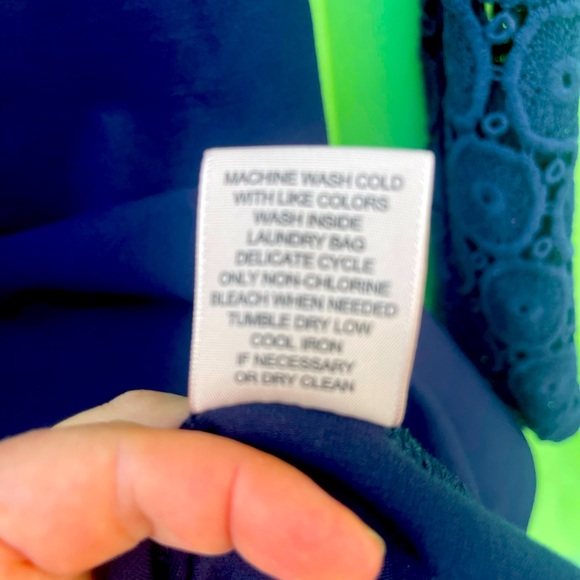 MACHINE WASH COLD
WITH LIKE COLORS
WASH INSIDE
LAUNDRY BAG
DELICATE CYCLE
ONLY NON-CHLORINE
BLEACH WHEN NEEDED
TUMBLE DRY LOW
COOL IRON
IF NECESSARY
OR DRY CLEAN